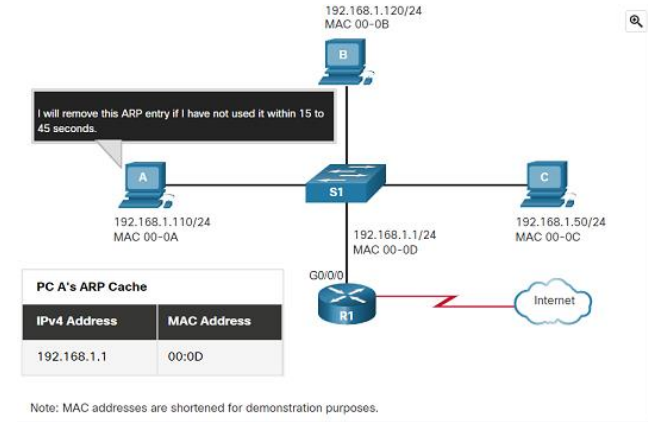 192.168.1.120/24
MAC 00-0B
B
I will remove this ARP entry if I have not used it within 15 to
45 seconds.
A
S1
C
192.168.1.110/24
MAC 00-0A
192.168.1.1/24
MAC 00-0D
192.168.1.50/24
MAC 00-0C
G0/0/0
R1
Internet
PC A's ARP Cache
IPv4 Address MAC Address
192.168.1.1 00:0D
Note: MAC addresses are shortened for demonstration purposes.